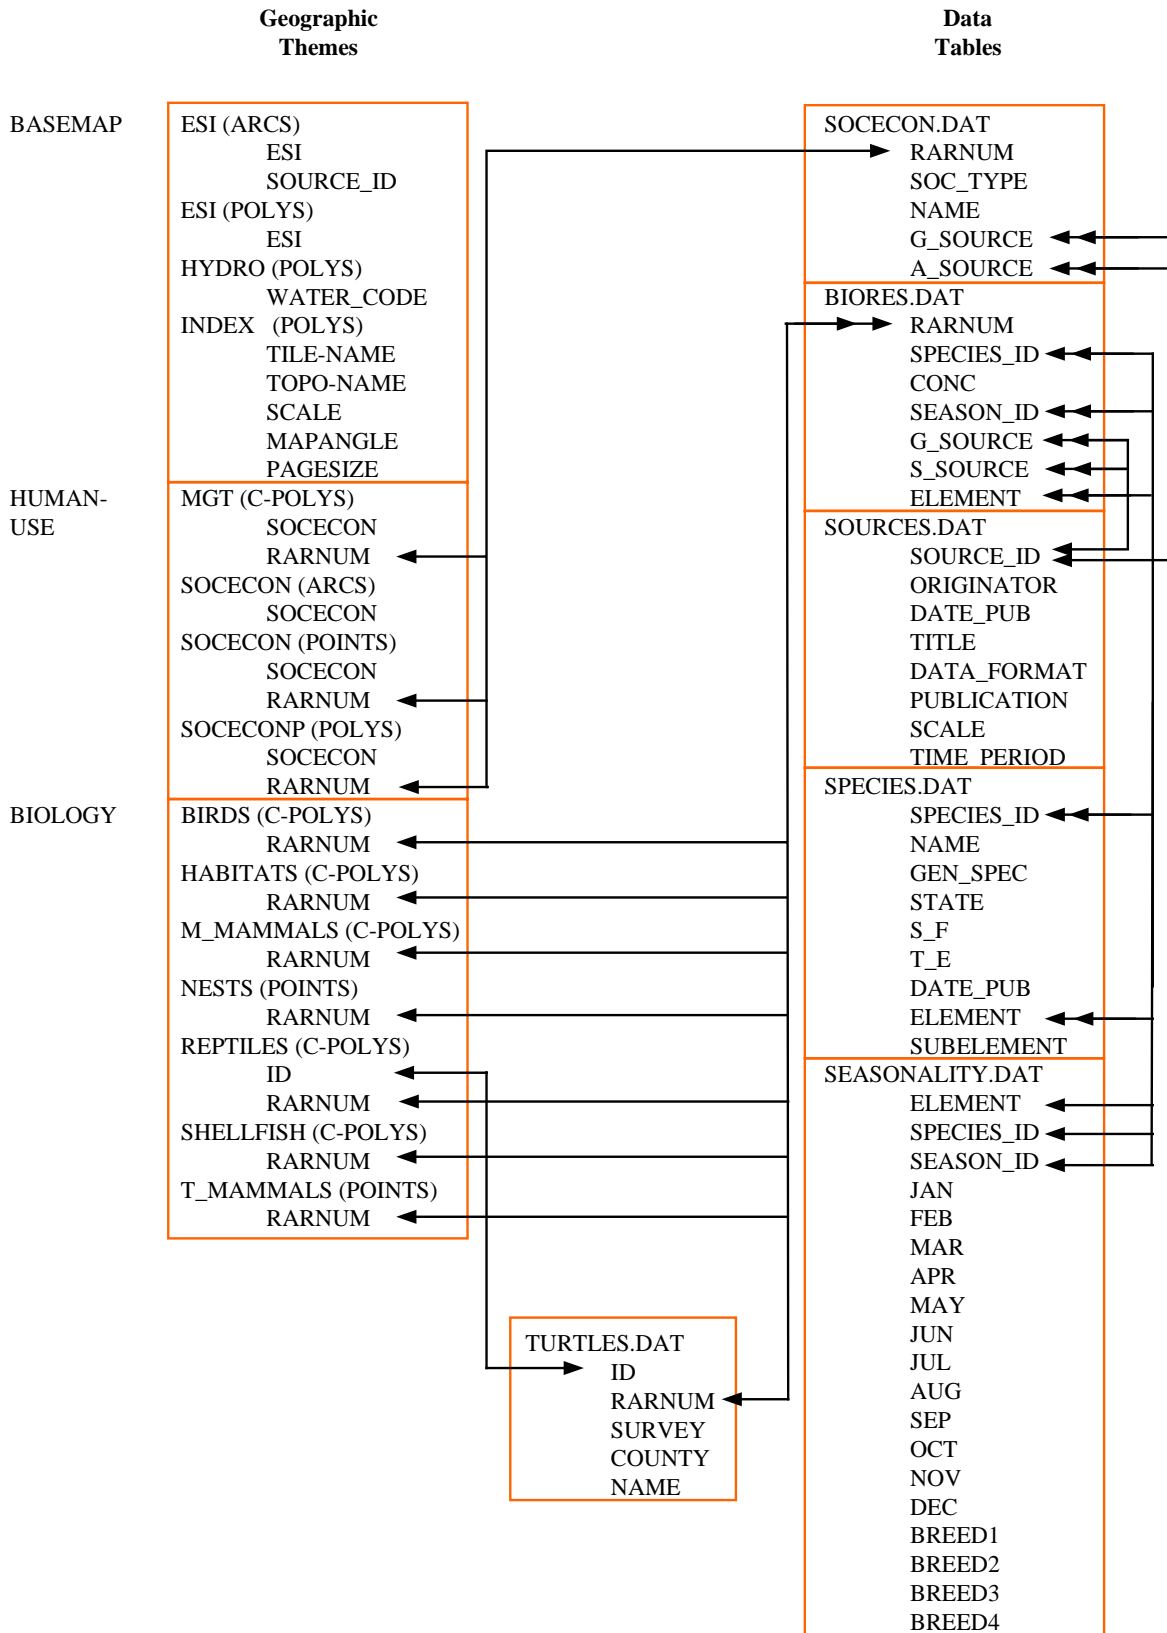 Geographic
Themes
Data
Tables
BASEMAP
ESI (ARCS)
ESI
SOURCE_ID
ESI (POLYS)
ESI
HYDRO (POLYS)
WATER_CODE
INDEX (POLYS)
TILE-NAME
TOPO-NAME
SCALE
MAPANGLE
PAGESIZE
HUMAN-
USE
MGT (C-POLYS)
SOCECON
RARNUM
SOCECON (ARCS)
SOCECON
SOCECON (POINTS)
SOCECON
RARNUM
SOCECONP (POLYS)
SOCECON
RARNUM
BIOLOGY
BIRDS (C-POLYS)
RARNUM
HABITATS (C-POLYS)
RARNUM
M_MAMMALS (C-POLYS)
RARNUM
NESTS (POINTS)
RARNUM
REPTILES (C-POLYS)
ID
RARNUM
SHELLFISH (C-POLYS)
RARNUM
T_MAMMALS (POINTS)
RARNUM
TURTLES.DAT
ID
RARNUM
SURVEY
COUNTY
NAME
SOCECON.DAT
RARNUM
SOC_TYPE
NAME
G_SOURCE
A_SOURCE
BIORES.DAT
RARNUM
SPECIES_ID
CONC
SEASON_ID
G_SOURCE
S_SOURCE
ELEMENT
SOURCES.DAT
SOURCE_ID
ORIGINATOR
DATE_PUB
TITLE
DATA_FORMAT
PUBLICATION
SCALE
TIME_PERIOD
SPECIES.DAT
SPECIES_ID
NAME
GEN_SPEC
STATE
S_F
T_E
DATE_PUB
ELEMENT
SUBELEMENT
SEASONALITY.DAT
ELEMENT
SPECIES_ID
SEASON_ID
JAN
FEB
MAR
APR
MAY
JUN
JUL
AUG
SEP
OCT
NOV
DEC
BREED1
BREED2
BREED3
BREED4